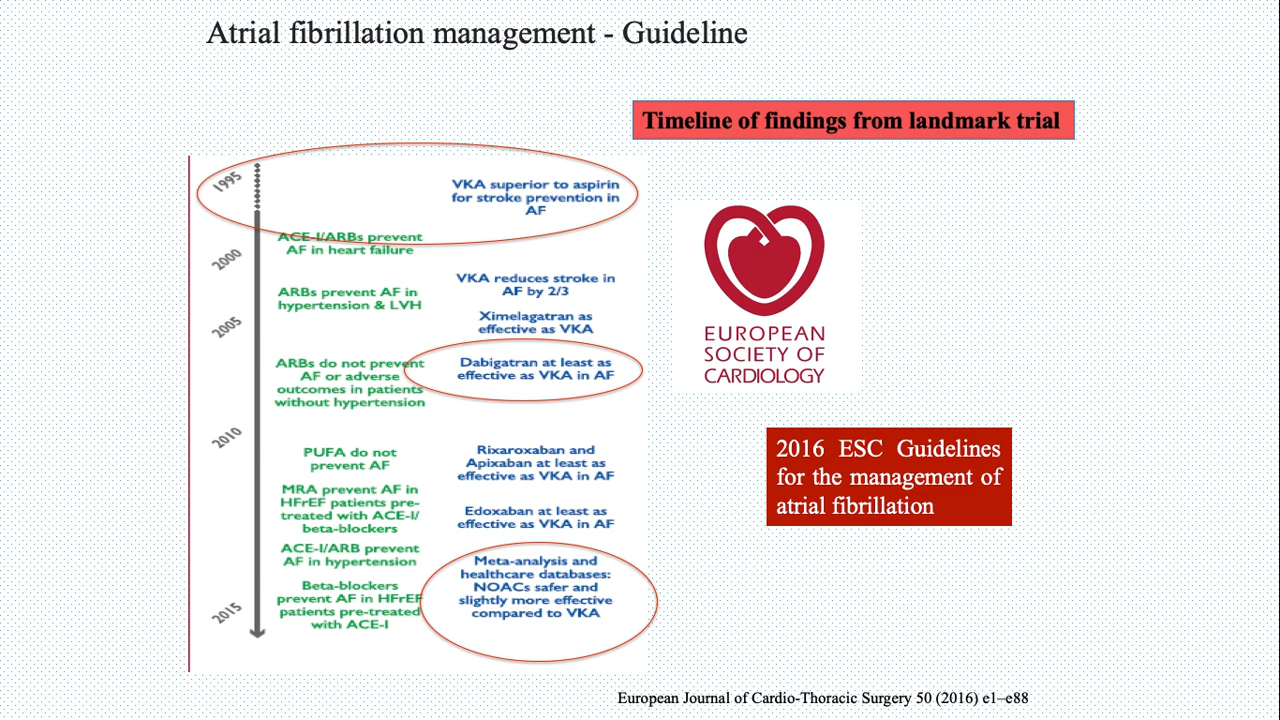 Atrial fibrillation management - Guideline
Timeline of findings from landmark trial
1995
VKA superior to aspirin
for stroke prevention in
AF
ACE-I/ARBs prevent
AF in heart failure
2000
VKA reduces stroke in
AF by 2/3
ARBs prevent AF in
hypertension & LVH
Ximelagatran as
effective as VKA
2005
ARBs do not prevent
AF or adverse
outcomes in patients
without hypertension
Dabigatran at least as
effective as VKA in AF
2010
PUFA do not
prevent AF
Rixaroxaban and
Apixaban at least as
effective as VKA in AF
MRA prevent AF in
HFrEF patients pre-
treated with ACE-I/
beta-blockers
Edoxaban at least as
effective as VKA in AF
ACE-I/ARB prevent
AF in hypertension
Meta-analysis and
healthcare databases:
NOACs safer and
slightly more effective
compared to VKA
Beta-blockers
prevent AF in HFrEF
patients pre-treated
with ACE-I
2015
EUROPEAN
SOCIETY OF
CARDIOLOGY
2016 ESC Guidelines
for the management of
atrial fibrillation
European Journal of Cardio-Thoracic Surgery 50 (2016) e1–e88